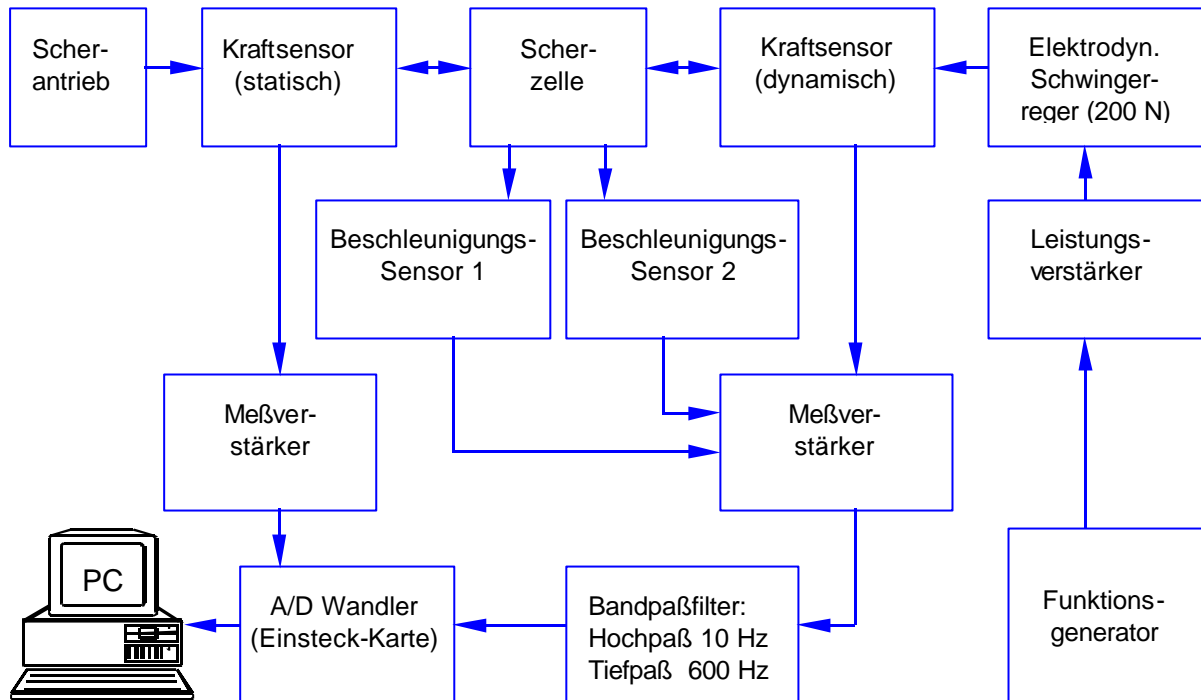 Scher-
antrieb
Kraftsensor
(statisch)
Scher-
zelle
Kraftsensor
(dynamisch)
Elektrodyn.
Schwinger-
reger (200 N)
Beschleunigungs-
Sensor 1
Beschleunigungs-
Sensor 2
Leistungs-
verstärker
Meßver-
stärker
Meßver-
stärker
PC
A/D Wandler
(Einsteck-Karte)
Bandpaßfilter:
Hochpaß 10 Hz
Tiefpaß 600 Hz
Funktions-
generator